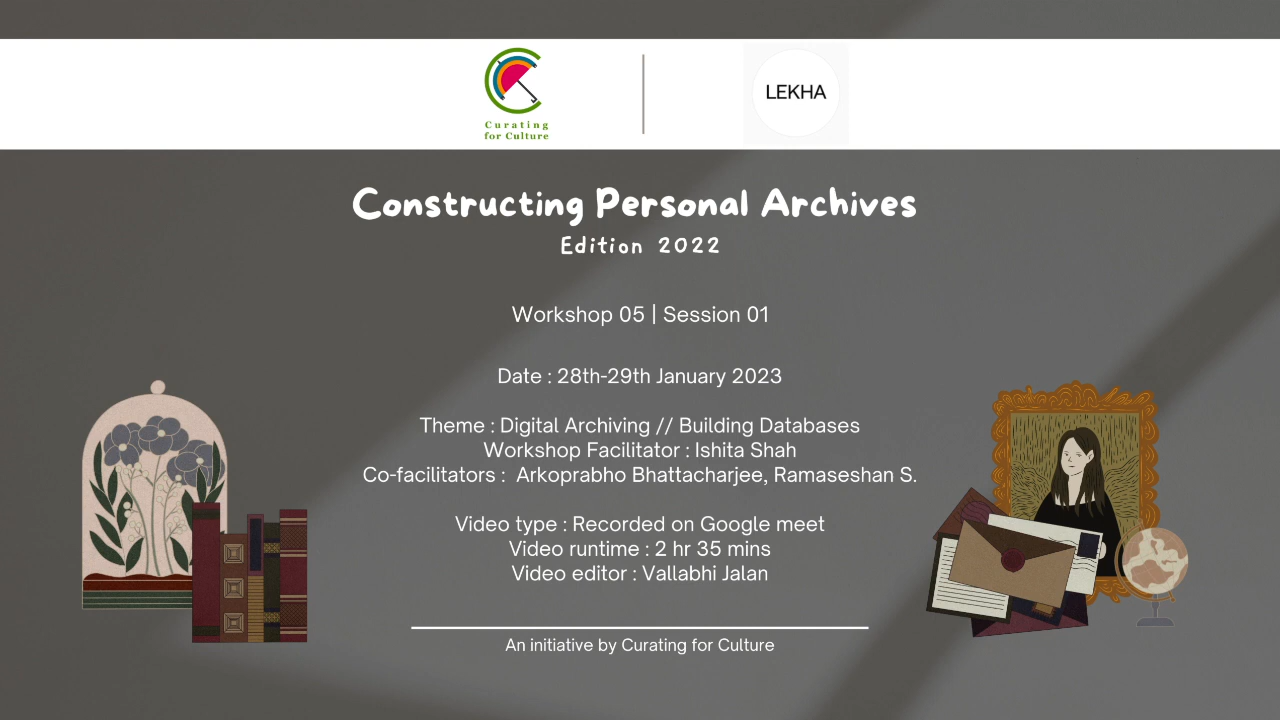 Curating
for Culture
LEKHA
Constructing Personal Archives
Edition 2022
Workshop 05 | Session 01
Date : 28th-29th January 2023
Theme : Digital Archiving // Building Databases
Workshop Facilitator : Ishita Shah
Co-facilitators : Arkoprabho Bhattacharjee, Ramaseshan S.
Video type : Recorded on Google meet
Video runtime : 2 hr 35 mins
Video editor : Vallabhi Jalan
An initiative by Curating for Culture